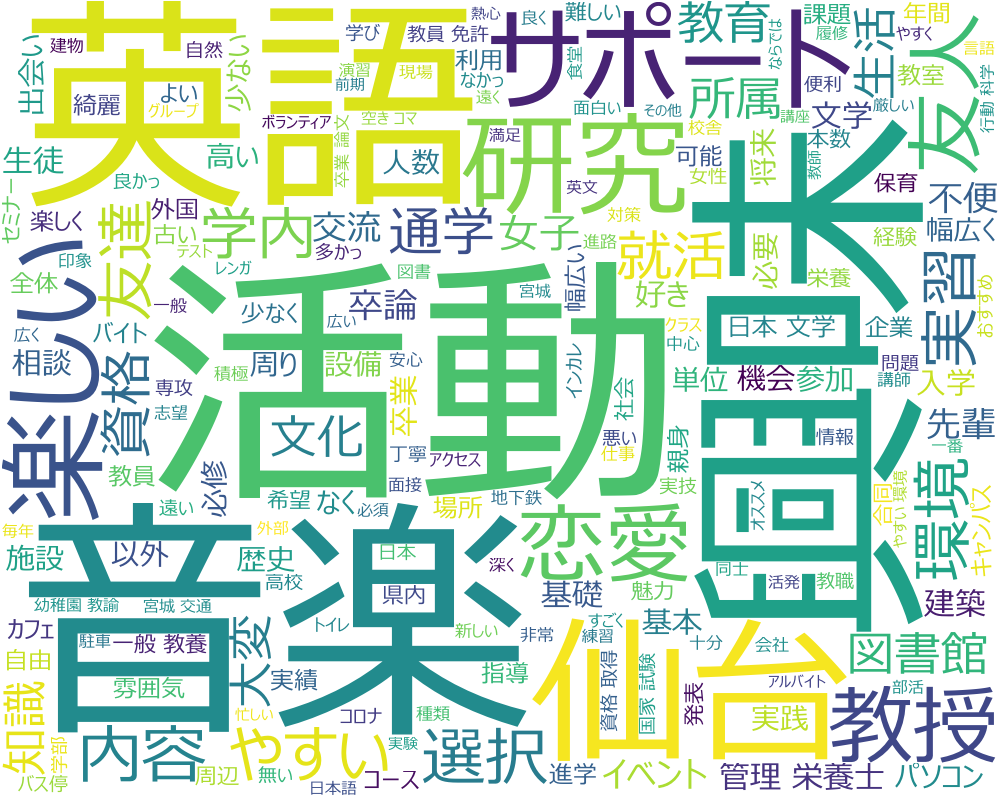 建物
自然
熱心
良く
難しい
教育
課題
年間
履修
やすく
ならでは
言語
出会い
綺麗
よい
グループ
少ない
学び
教員 免許
演習
現場
前期
利用
なかっ
遠く
食堂
便利
生活
教室
友人
英語
サポート
所属
文学
厳しい
行動 科学
ボランティア
卒業 論文
空き コマ
面白い
その他
講座
校舎
本数
満足
研究
生徒
高い
人数
可能
女性
将来
教師
保育
不便
セミナー
良かっ
楽しく
外国
古い
テスト
学内
交流
通学
女子
英文
対策
進路
就活
必要
経験
幅広く
多かっ
レンガ
図書
宮城
幅広い
好き
栄養
おすすめ
全体
印象
友達
一般
少なく
卒論
広い
広く
バイト
楽しい
相談
資格
専攻
志望
周り
設備
積極
安心
インカレ
クラス
中心
日本 文学
企業
実習
活動
単位
機会
参加
問題
講師
入学
社会
文化
卒業
丁寧
アクセス
悪い
仕事
親身
情報
先輩
一番
教員
必修
希望
なく
面接
必須
場所
地下鉄
実技
オススメ
合同
やすい 環境
環境
キャンパス
遠い
毎年
外部
音楽
日本
恋愛
施設
以外
歴史
高校
県内
深く
魅力
同士
活発
教職
建築
幼稚園 教諭
宮城 交通
基礎
すごく
練習
基本
十分
会社
カフェ
駐車
一般 教養
トイレ
新しい
非常
図書館
自由
大変
雰囲気
実績
指導
仙台
資格 取得
国家 試験
発表
アルバイト
部活
知識
学部
忙しい
コロナ
種類
実践
教授
内容
やすい
選択
バス停
周辺
無い
実験
日本語
コース
進学
イベント
管理 栄養士
パソコン